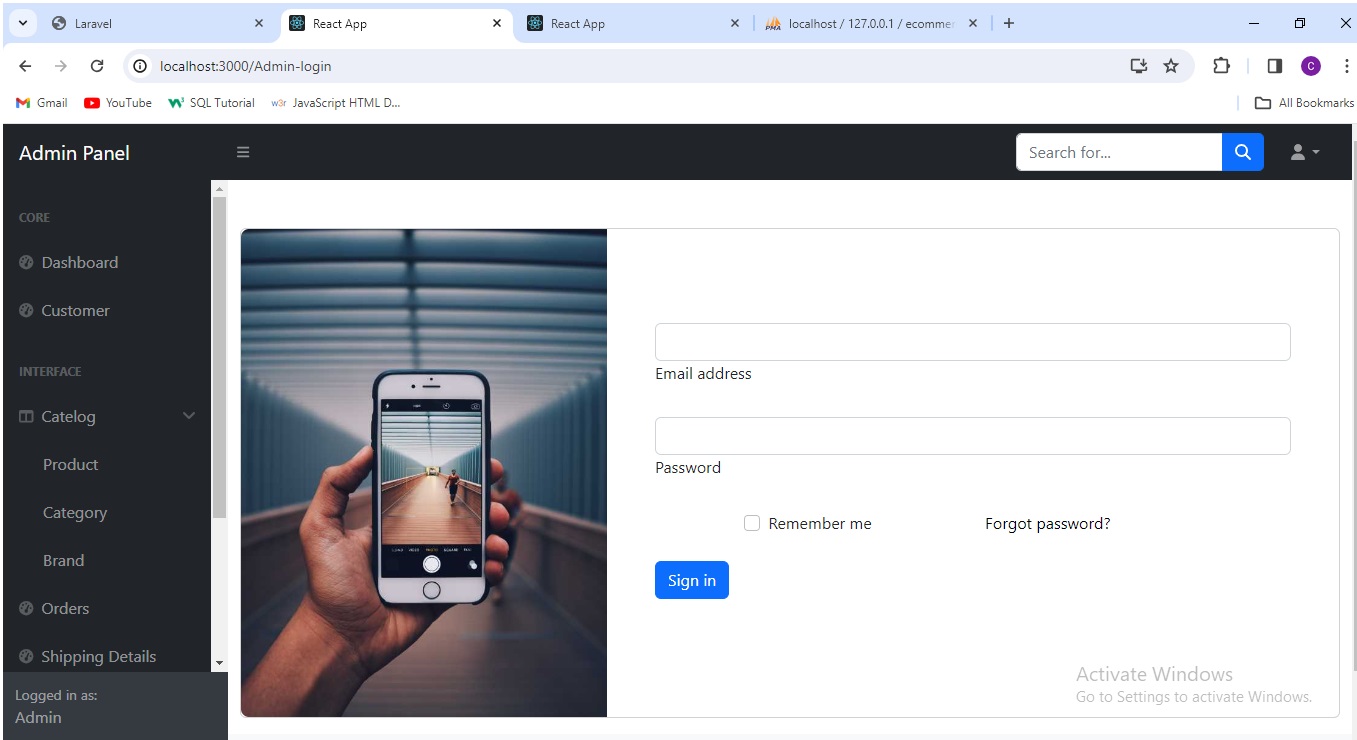 Laravel
React App
React App
localhost / 127.0.0.1 / ecommer
localhost:3000/Admin-login
C
Gmail
YouTube
SQL Tutorial
w3r JavaScript HTML D...
All Bookmarks
Admin Panel
Search for...
CORE
Dashboard
Customer
INTERFACE
Catelog
Product
Category
Brand
Orders
Shipping Details
Logged in as:
Admin
Email address
Password
Remember me
Forgot password?
Sign in
Activate Windows
Go to Settings to activate Windows.